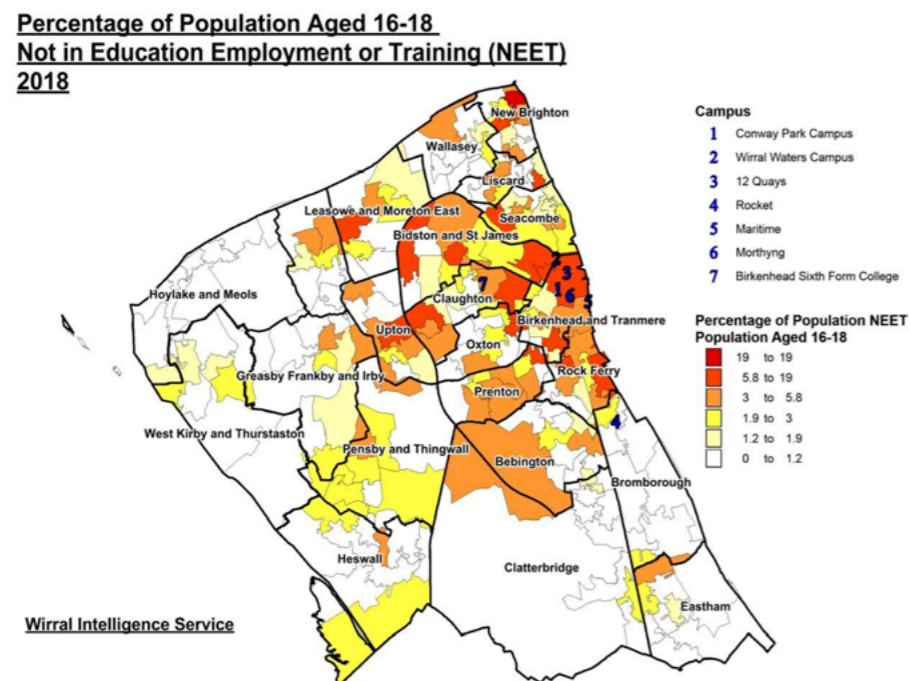 Percentage of Population Aged 16-18
Not in Education Employment or Training (NEET)
2018
New Brighton
Wallasey
Liscard
Leasowe and Moreton East
Seacombe
Bidston and St James
Hoylake and Meols
Claughton
7
2
3
1
6
5
Birkenhead and Tranmere
Upton
Oxton
Greasby Frankby and Irby
Rock Ferry
Prenton
4
West Kirby and Thurstaston
Pensby and Thingwall
Bebington
Bromborough
Heswall
Clatterbridge
Eastham
Wirral Intelligence Service
Campus
1 Conway Park Campus
2 Wirral Waters Campus
3 12 Quays
4 Rocket
5 Maritime
6 Morthyng
7 Birkenhead Sixth Form College
Percentage of Population NEET
Population Aged 16-18
19 to 19
5.8 to 19
3 to 5.8
1.9 to 3
1.2 to 1.9
0 to 1.2